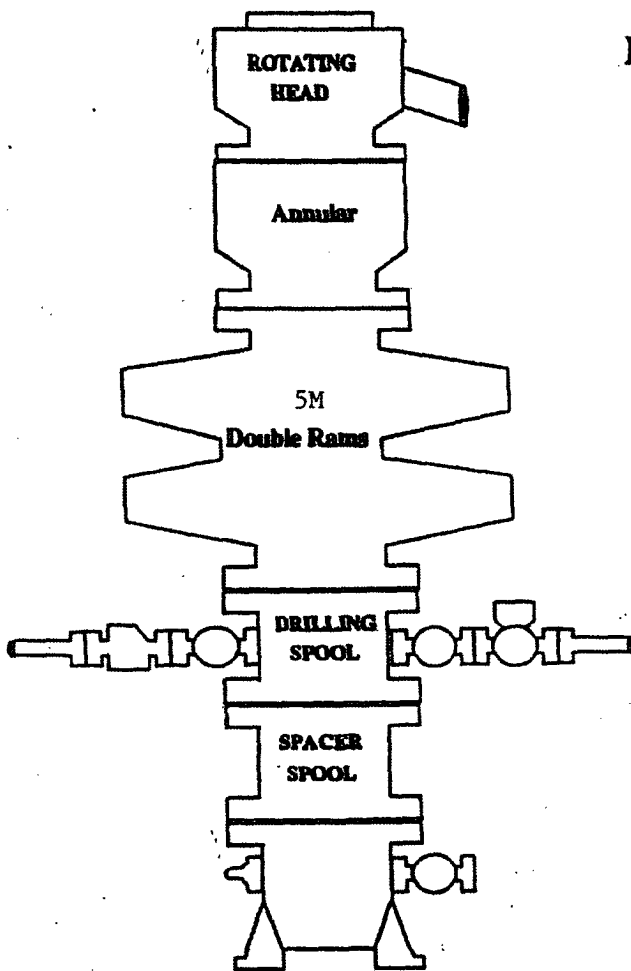 ROTATING
HEAD
Annular
5M
Double Rams
DRILLING
SPOOL
SPACER
SPOOL